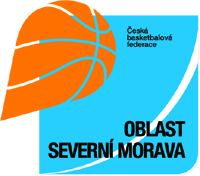 Česká
basketbalová
federace
OBLAST
SEVERNÍ MORAVA